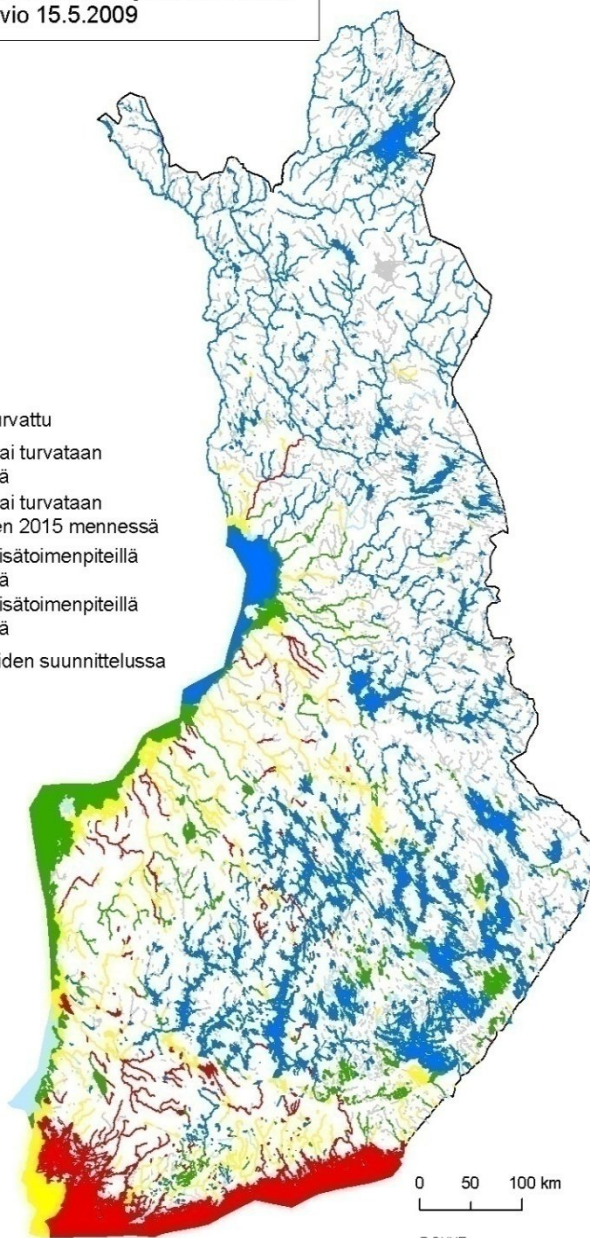 vio 15.5.2009
urvattu
ai turvataan
ä
ai turvataan
en 2015 mennessä
isätoimenpiteillä
ä
isätoimenpiteillä
ä
iden suunnittelussa
0 50 100 km